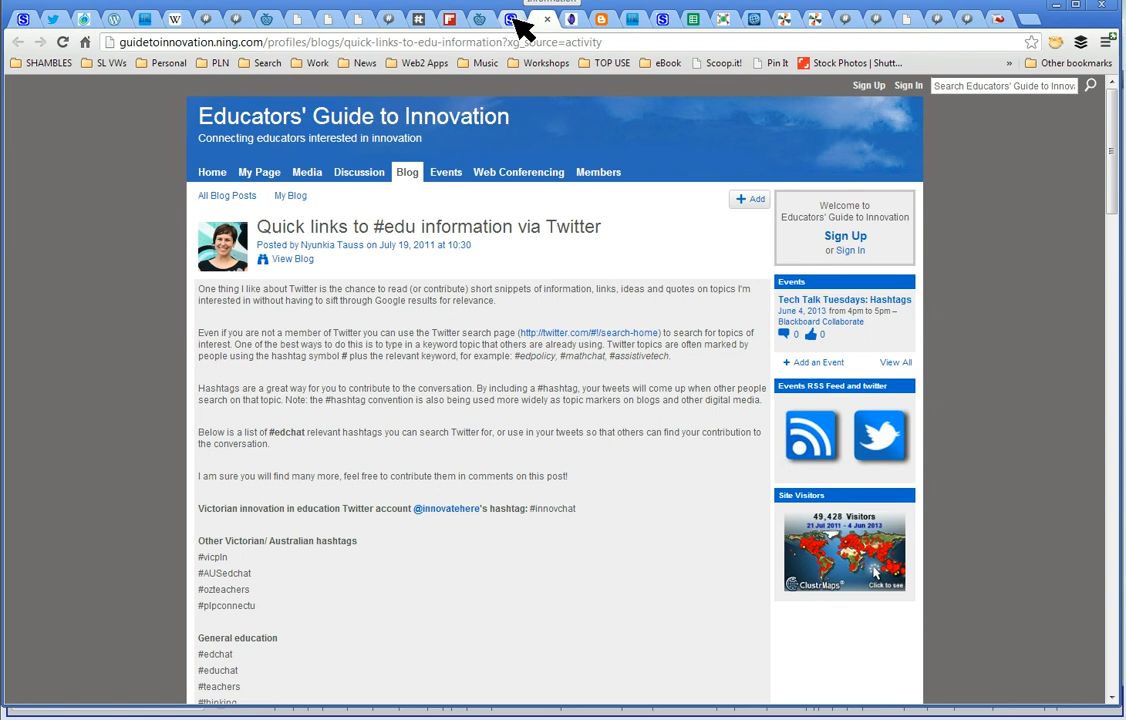 guidetoinnovation.ning.com/profiles/blogs/quick-links-to-edu-information?xg_source=activity
SHAMBLES SL VWs Personal PLN Search Work News Web2 Apps Music Workshops TOP USE eBook Scoop.it! Pin It Stock Photos | Shutt... » Other bookmarks
Sign Up Sign In Search Educators' Guide to Innova
Educators' Guide to Innovation
Connecting educators interested in innovation
Home My Page Media Discussion Blog Events Web Conferencing Members
All Blog Posts My Blog
+ Add
Quick links to #edu information via Twitter
Posted by Nyunkia Tauss on July 19, 2011 at 10:30
View Blog
One thing I like about Twitter is the chance to read (or contribute) short snippets of information, links, ideas and quotes on topics I'm
interested in without having to sift through Google results for relevance.
Even if you are not a member of Twitter you can use the Twitter search page (http://twitter.com/#!/search-home) to search for topics of
interest. One of the best ways to do this is to type in a keyword topic that others are already using. Twitter topics are often marked by
people using the hashtag symbol # plus the relevant keyword, for example: #edpolicy, #mathchat, #assistivetech.
Hashtags are a great way for you to contribute to the conversation. By including a #hashtag, your tweets will come up when other people
search on that topic. Note: the #hashtag convention is also being used more widely as topic markers on blogs and other digital media.
Below is a list of #edchat relevant hashtags you can search Twitter for, or use in your tweets so that others can find your contribution to
the conversation.
I am sure you will find many more, feel free to contribute them in comments on this post!
Victorian innovation in education Twitter account @innovatehere's hashtag: #innovchat
Other Victorian/ Australian hashtags
#vicpln
#AUSedchat
#ozteachers
#plpconnectu
General education
#edchat
#educhat
#teachers
#thinking
Welcome to
Educators' Guide to Innovation
Sign Up
or Sign In
Events
Tech Talk Tuesdays: Hashtags
June 4, 2013 from 4pm to 5pm –
Blackboard Collaborate
0 0
+ Add an Event View All
Events RSS Feed and twitter
Site Visitors
49,428 Visitors
21 Jul 2011 - 4 Jun 2013
ClustrMaps® Click to see